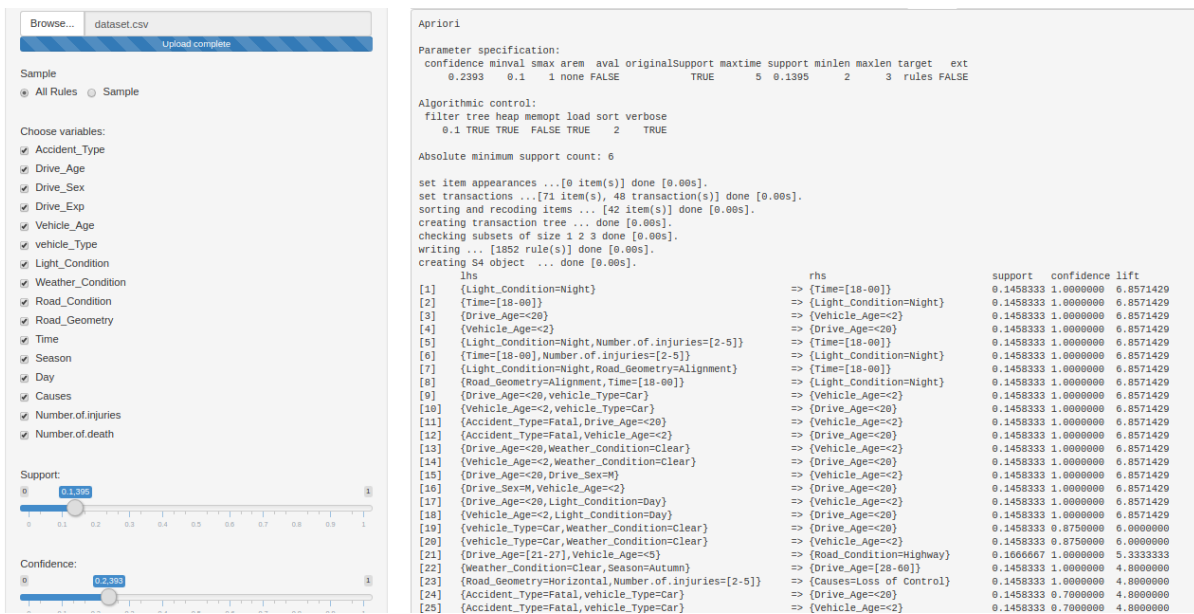 Browse... dataset.csv
Upload complete
Sample
All Rules Sample
Choose variables:
Accident_Type
Drive_Age
Drive_Sex
Drive_Exp
Vehicle_Age
vehicle_Type
Light_Condition
Weather_Condition
Road_Condition
Road_Geometry
Time
Season
Day
Causes
Number.of.injuries
Number.of.death
Support:
0 0.1,395 1
0 0.1 0.2 0.3 0.4 0.5 0.6 0.7 0.8 0.9 1
Confidence:
0 0.2,393 1
Apriori
Parameter specification:
confidence minval smax arem aval originalSupport maxtime support minlen maxlen target ext
0.2393 0.1 1 none FALSE TRUE 5 0.1395 2 3 rules FALSE
Algorithmic control:
filter tree heap memopt load sort verbose
0.1 TRUE TRUE FALSE TRUE 2 TRUE
Absolute minimum support count: 6
set item appearances ...[0 item(s)] done [0.00s].
set transactions ...[71 item(s), 48 transaction(s)] done [0.00s].
sorting and recoding items ... [42 item(s)] done [0.00s].
creating transaction tree ... done [0.00s].
checking subsets of size 1 2 3 done [0.00s].
writing ... [1852 rule(s)] done [0.00s].
creating S4 object ... done [0.00s].
lhs rhs support confidence lift
[1] {Light_Condition=Night} => {Time=[18-00]} 0.1458333 1.0000000 6.8571429
[2] {Time=[18-00]} => {Light_Condition=Night} 0.1458333 1.0000000 6.8571429
[3] {Drive_Age=<20} => {Vehicle_Age=<2} 0.1458333 1.0000000 6.8571429
[4] {Vehicle_Age=<2} => {Drive_Age=<20} 0.1458333 1.0000000 6.8571429
[5] {Light_Condition=Night,Number.of.injuries=[2-5]} => {Time=[18-00]} 0.1458333 1.0000000 6.8571429
[6] {Time=[18-00],Number.of.injuries=[2-5]} => {Light_Condition=Night} 0.1458333 1.0000000 6.8571429
[7] {Light_Condition=Night,Road_Geometry=Alignment} => {Time=[18-00]} 0.1458333 1.0000000 6.8571429
[8] {Road_Geometry=Alignment,Time=[18-00]} => {Light_Condition=Night} 0.1458333 1.0000000 6.8571429
[9] {Drive_Age=<20,vehicle_Type=Car} => {Vehicle_Age=<2} 0.1458333 1.0000000 6.8571429
[10] {Vehicle_Age=<2,vehicle_Type=Car} => {Drive_Age=<20} 0.1458333 1.0000000 6.8571429
[11] {Accident_Type=Fatal,Drive_Age=<20} => {Vehicle_Age=<2} 0.1458333 1.0000000 6.8571429
[12] {Accident_Type=Fatal,Vehicle_Age=<2} => {Drive_Age=<20} 0.1458333 1.0000000 6.8571429
[13] {Drive_Age=<20,Weather_Condition=Clear} => {Vehicle_Age=<2} 0.1458333 1.0000000 6.8571429
[14] {Vehicle_Age=<2,Weather_Condition=Clear} => {Drive_Age=<20} 0.1458333 1.0000000 6.8571429
[15] {Drive_Age=<20,Drive_Sex=M} => {Vehicle_Age=<2} 0.1458333 1.0000000 6.8571429
[16] {Drive_Sex=M,Vehicle_Age=<2} => {Drive_Age=<20} 0.1458333 1.0000000 6.8571429
[17] {Drive_Age=<20,Light_Condition=Day} => {Vehicle_Age=<2} 0.1458333 1.0000000 6.8571429
[18] {Vehicle_Age=<2,Light_Condition=Day} => {Drive_Age=<20} 0.1458333 1.0000000 6.8571429
[19] {vehicle_Type=Car,Weather_Condition=Clear} => {Drive_Age=<20} 0.1458333 0.8750000 6.0000000
[20] {vehicle_Type=Car,Weather_Condition=Clear} => {Vehicle_Age=<2} 0.1458333 0.8750000 6.0000000
[21] {Drive_Age=[21-27],Vehicle_Age=<5} => {Road_Condition=Highway} 0.1666667 1.0000000 5.3333333
[22] {Weather_Condition=Clear,Season=Autumn} => {Drive_Age=[28-60]} 0.1458333 1.0000000 4.8000000
[23] {Road_Geometry=Horizontal,Number.of.injuries=[2-5]} => {Causes=Loss of Control} 0.1458333 1.0000000 4.8000000
[24] {Accident_Type=Fatal,vehicle_Type=Car} => {Drive_Age=<20} 0.1458333 0.7000000 4.8000000
[25] {Accident_Type=Fatal,vehicle_Type=Car} => {Vehicle_Age=<2} 0.1458333 0.7000000 4.8000000